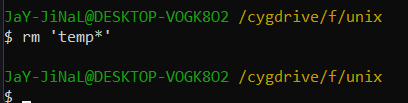 JaY-JiNaL@DESKTOP-VOGK8O2 /cygdrive/f/unix
$ rm 'temp*'
JaY-JiNaL@DESKTOP-VOGK8O2 /cygdrive/f/unix
$